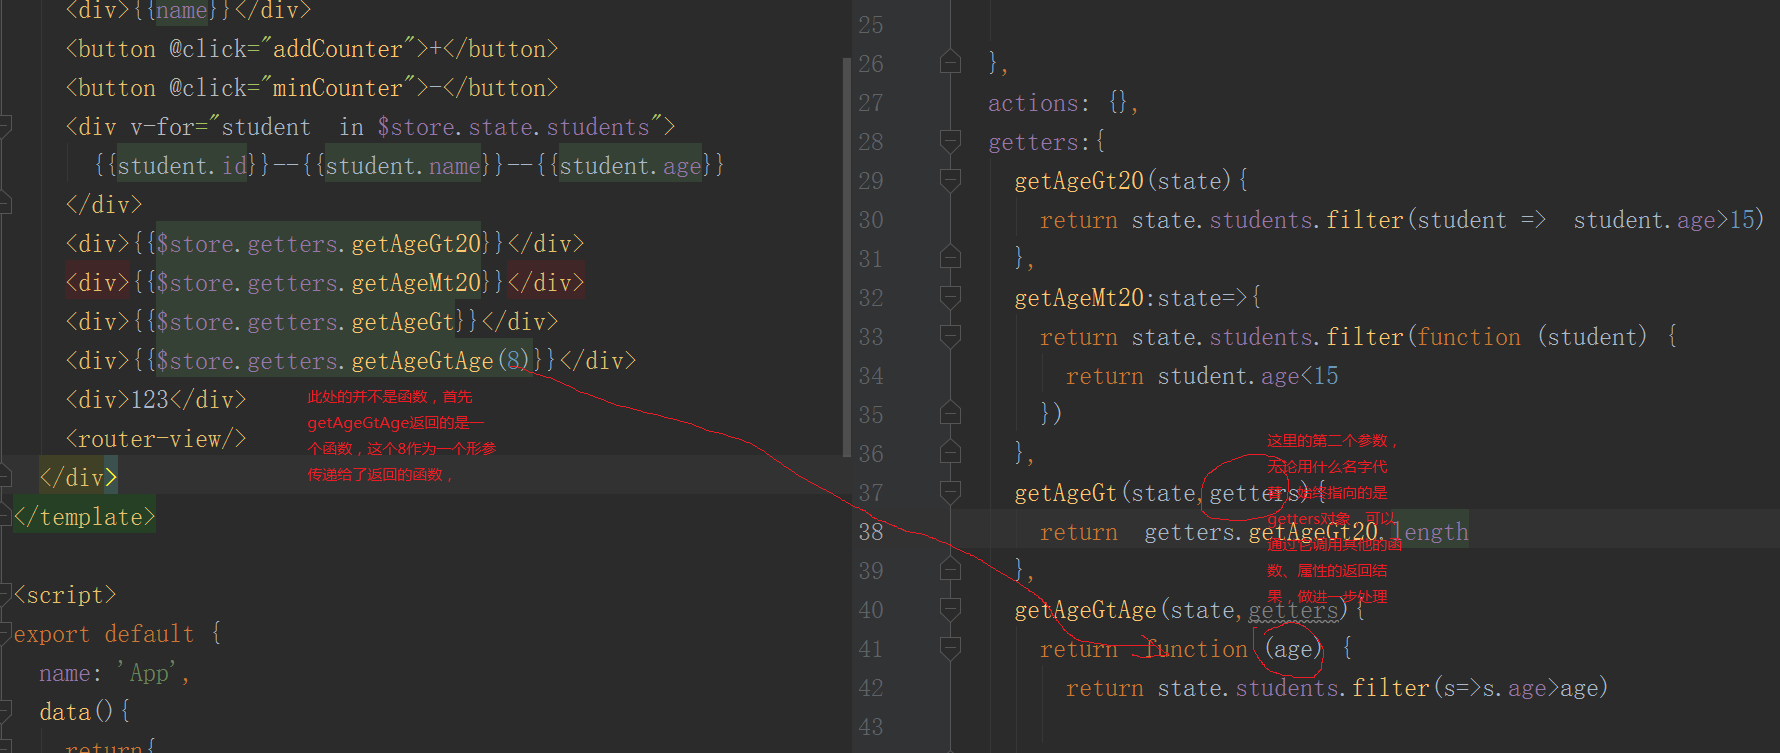 <div>{{name}}</div>
<button @click="addCounter">+</button>
<button @click="minCounter">-</button>
<div v-for="student  in $store.state.students">
{{student.id}}--{{student.name}}--{{student.age}}
</div>
<div>{{$store.getters.getAgeGt20}}</div>
<div>{{$store.getters.getAgeMt20}}</div>
<div>{{$store.getters.getAgeGt}}</div>
<div>{{$store.getters.getAgeGtAge(8)}}</div>
<div>123</div>
<router-view/>
</div>
</template>
<script>
export default {
name: 'App',
data(){
return{
此处的并不是函数，首先
getAgeGtAge返回的是一
个函数，这个8作为一个形参
传递给了返回的函数，
25
26 },
27 actions: {},
28 getters:{
29 getAgeGt20(state){
30 return state.students.filter(student =>  student.age>15)
31 },
32 getAgeMt20:state=>{
33 return state.students.filter(function (student) {
34 return student.age<15
35 })
36 },
37 getAgeGt(state,getters){
38 return  getters.getAgeGt20.length
39 },
40 getAgeGtAge(state,getters){
41 return  function (age) {
42 return state.students.filter(s=>s.age>age)
43
这里的第二个参数，
无论用什么名字代
始终指向的是
getters对象，可以
通过它调用其他的函
数、属性的返回结
果，做进一步处理